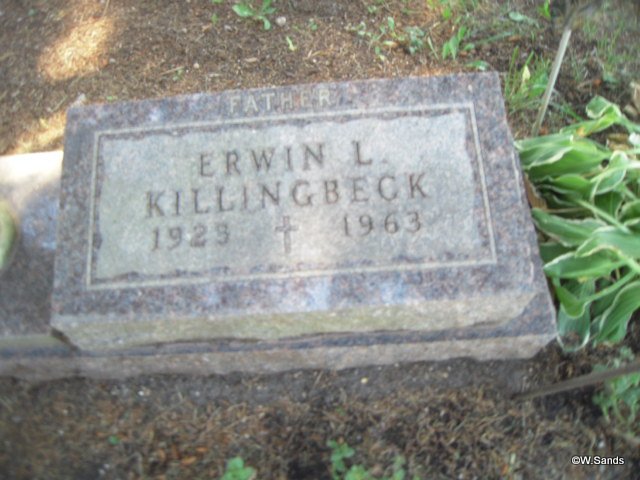 FATHER
ERWIN L.
KILLINGBECK
1923 1963
©W.Sands